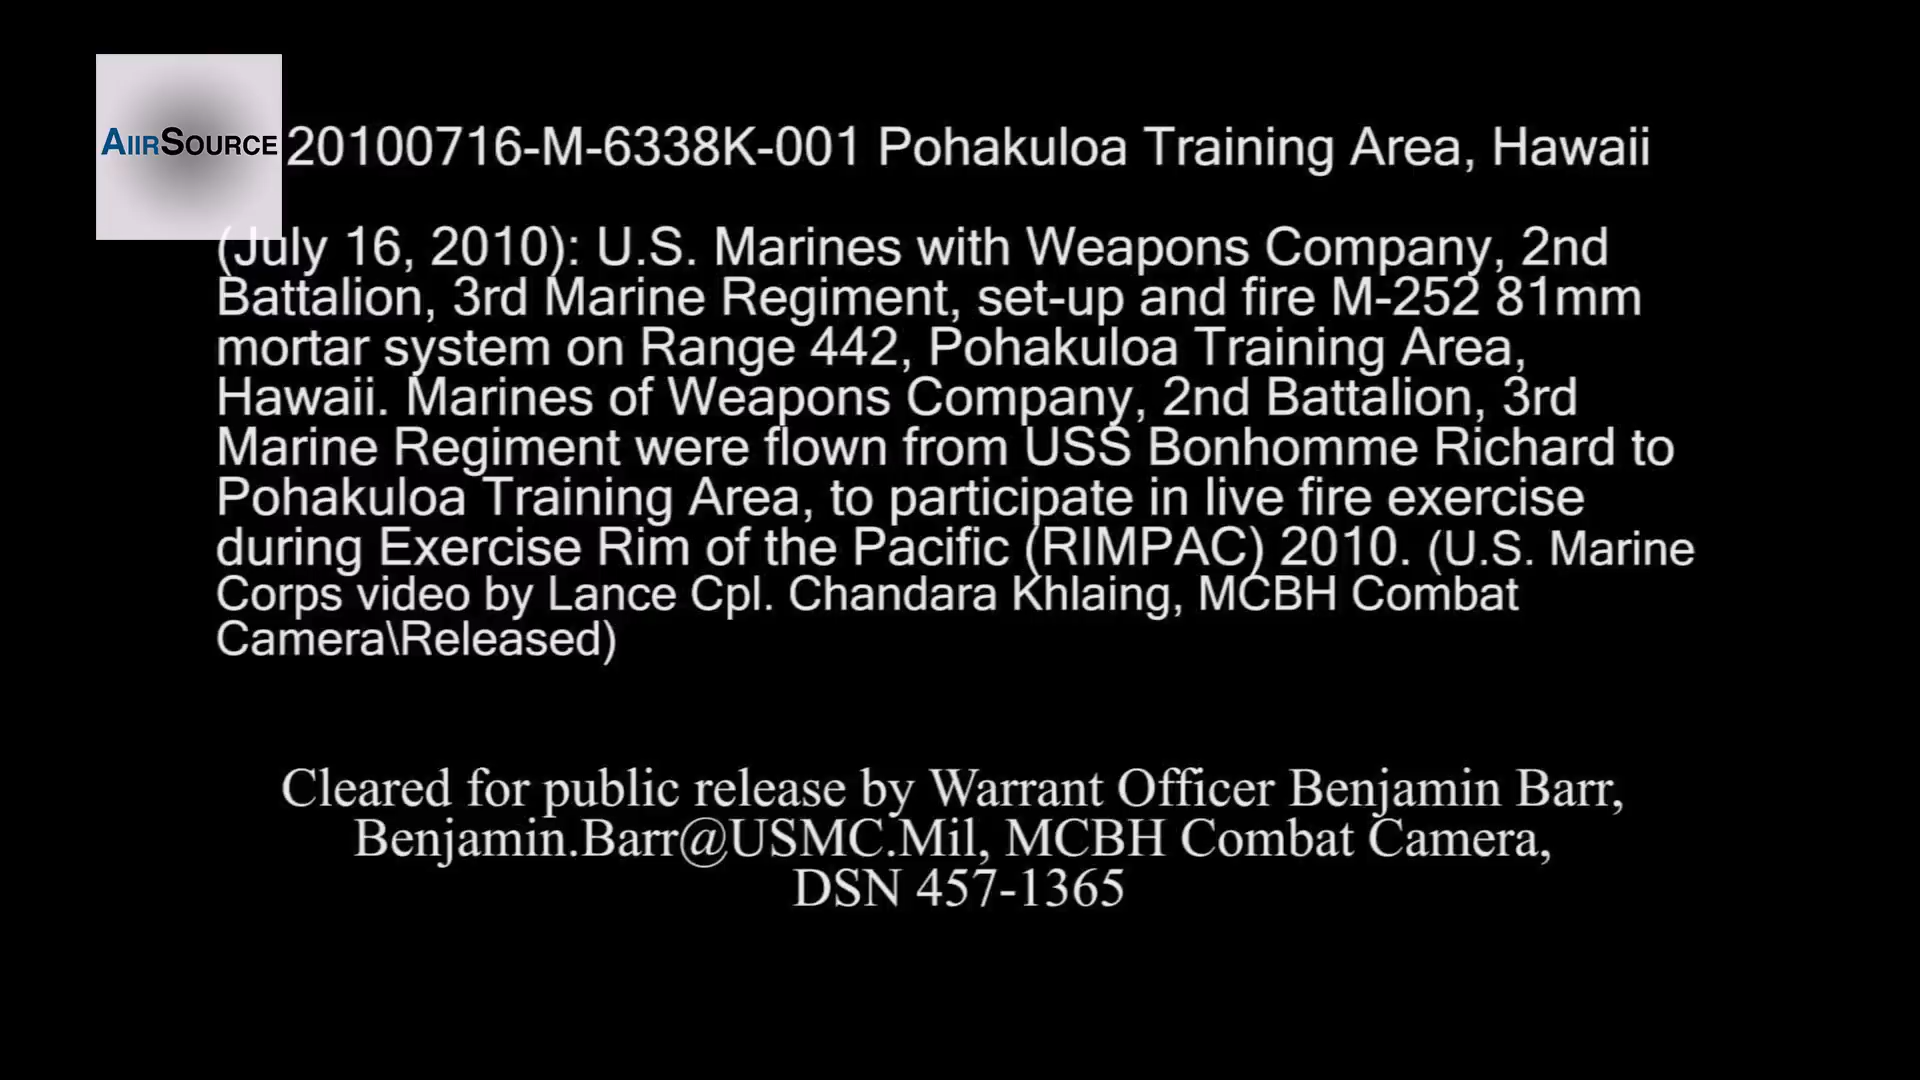 AIIRSOURCE
20100716-M-6338K-001 Pohakuloa Training Area, Hawaii
(July 16, 2010): U.S. Marines with Weapons Company, 2nd
Battalion, 3rd Marine Regiment, set-up and fire M-252 81mm
mortar system on Range 442, Pohakuloa Training Area,
Hawaii. Marines of Weapons Company, 2nd Battalion, 3rd
Marine Regiment were flown from USS Bonhomme Richard to
Pohakuloa Training Area, to participate in live fire exercise
during Exercise Rim of the Pacific (RIMPAC) 2010. (U.S. Marine
Corps video by Lance Cpl. Chandara Khlaing, MCBH Combat
Camera\Released)
Cleared for public release by Warrant Officer Benjamin Barr,
Benjamin.Barr@USMC.Mil, MCBH Combat Camera,
DSN 457-1365